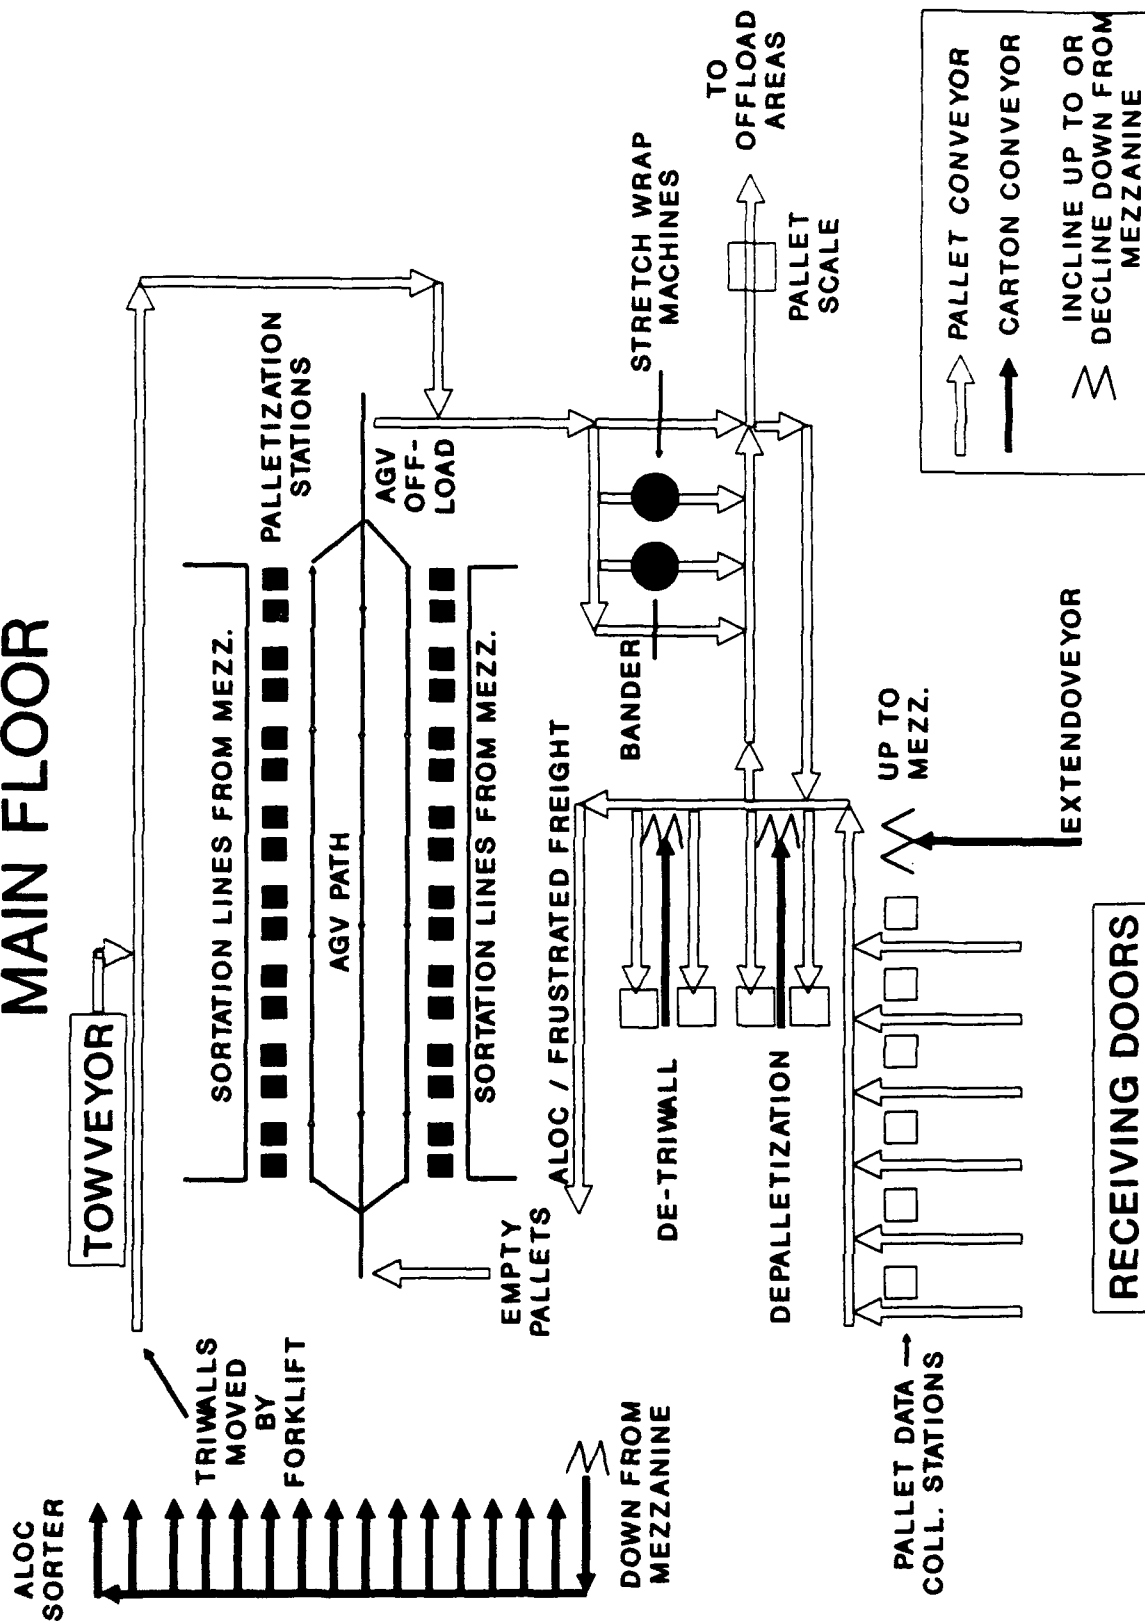 MAIN FLOOR
ALOC
SORTER
TRIWALLS
MOVED
BY
FORKLIFT
DOWN FROM
MEZZANINE
TOWVEYOR
SORTATION LINES FROM MEZZ.
PALLETIZATION
STATIONS
AGV PATH
AGV
OFF-
LOAD
SORTATION LINES FROM MEZZ.
EMPTY
PALLETS
ALOC / FRUSTRATED FREIGHT
BANDER
STRETCH WRAP
MACHINES
TO
OFFLOAD
AREAS
PALLET
SCALE
DE-TRIWALL
DEPALLETIZATION
UP TO
MEZZ.
EXTENDOVEYOR
PALLET DATA
COLL. STATIONS
RECEIVING DOORS
PALLET CONVEYOR
CARTON CONVEYOR
INCLINE UP TO OR
DECLINE DOWN FROM
MEZZANINE